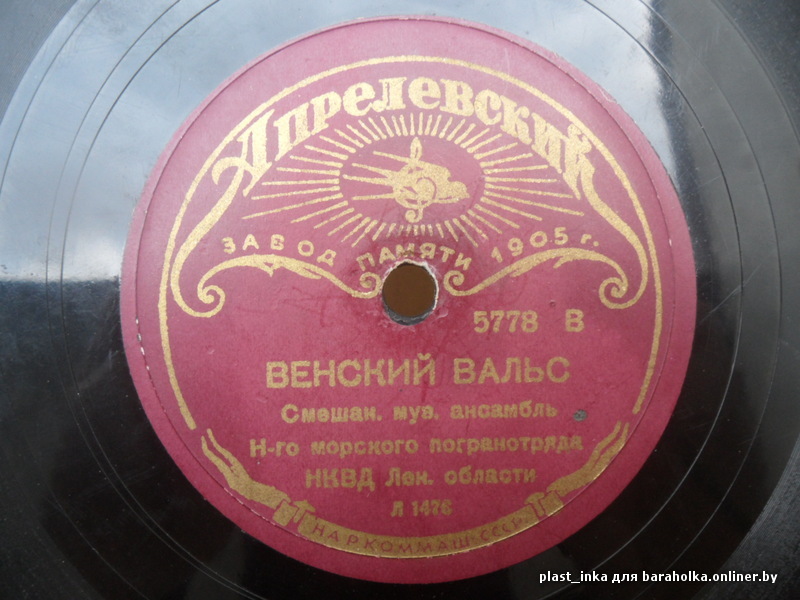 Апрелевский
ЗАВОД ПАМЯТИ 1905 г.
5778 В
ВЕНСКИЙ ВАЛЬС
Смешан. муз. ансамбль
Н-го морского погранотряда
НКВД Лен. области
Л 1476
НАРКОММАШ-СССР.
plast_inka для baraholka.onliner.by